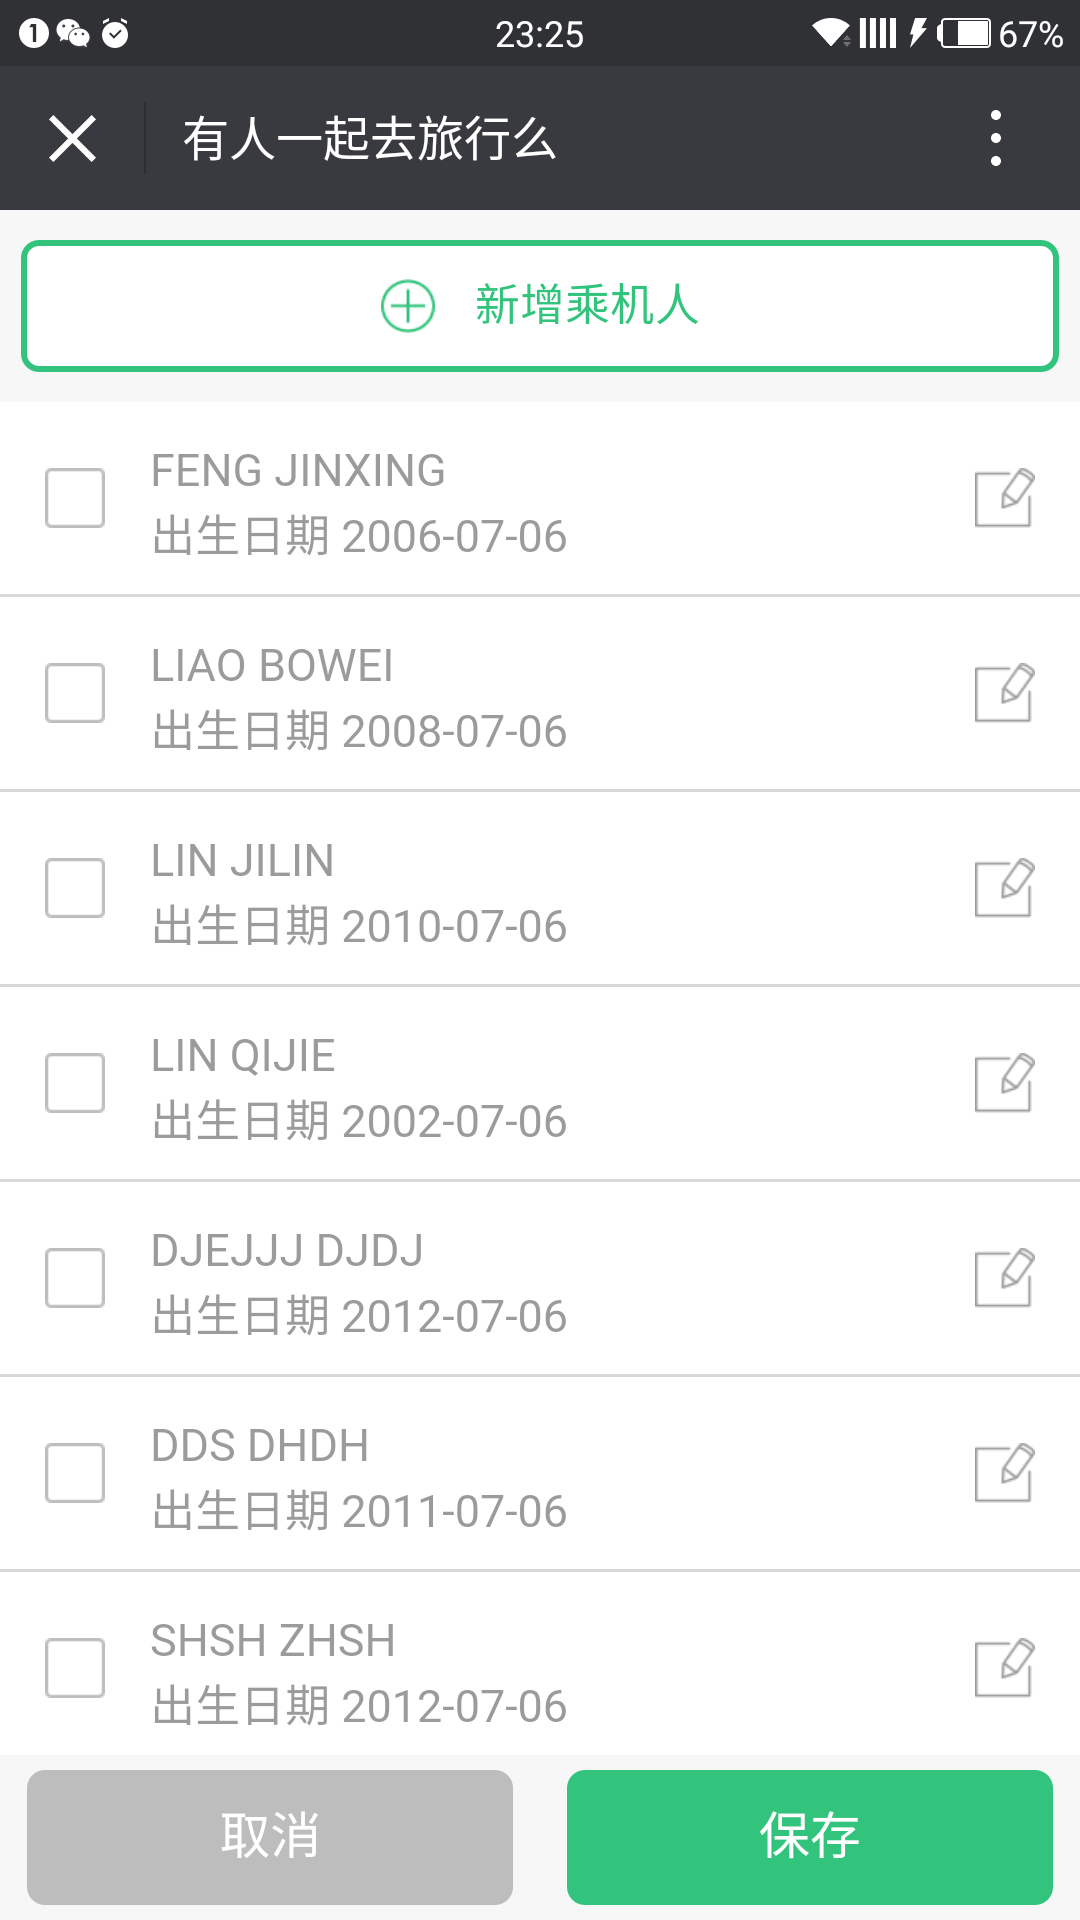 23:25
67%
有人一起去旅行么
新增乘机人
FENG JINXING
出生日期 2006-07-06
LIAO BOWEI
出生日期 2008-07-06
LIN JILIN
出生日期 2010-07-06
LIN QIJIE
出生日期 2002-07-06
DJEJJJ DJDJ
出生日期 2012-07-06
DDS DHDH
出生日期 2011-07-06
SHSH ZHSH
出生日期 2012-07-06
取消
保存